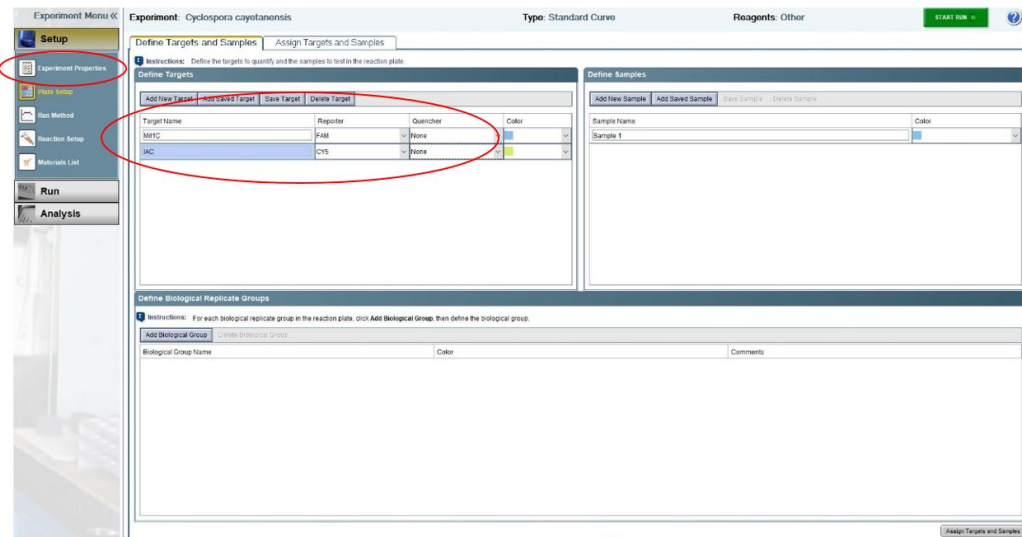 Experiment Menu «
Experiment: Cyclospora cayotanonsis
Type: Standard Curve
Reagents: Other
START RUN
?
Setup
Experiment Properties
Plate Setup
Run Method
Reaction Setup
Materials List
Run
Analysis
Define Targets and Samples
Assign Targets and Samples
Instructions: Define the targets to quantify and the samples to test in the reaction plate.
Define Targets
Add New Target
Add Saved Target
Save Target
Delete Target
Target Name
Reporter
Quencher
Color
Mit1C
FAM
None
IAC
CY5
None
Define Samples
Add New Sample
Add Saved Sample
Save Sample
Delete Sample
Sample Name
Color
Sample 1
Define Biological Replicate Groups
Instructions: For each biological replicate group in the reaction plate, click Add Biological Group, then define the biological group.
Add Biological Group
Delete Biological Group
Biological Group Name
Color
Comments
Assign Targets and Samples